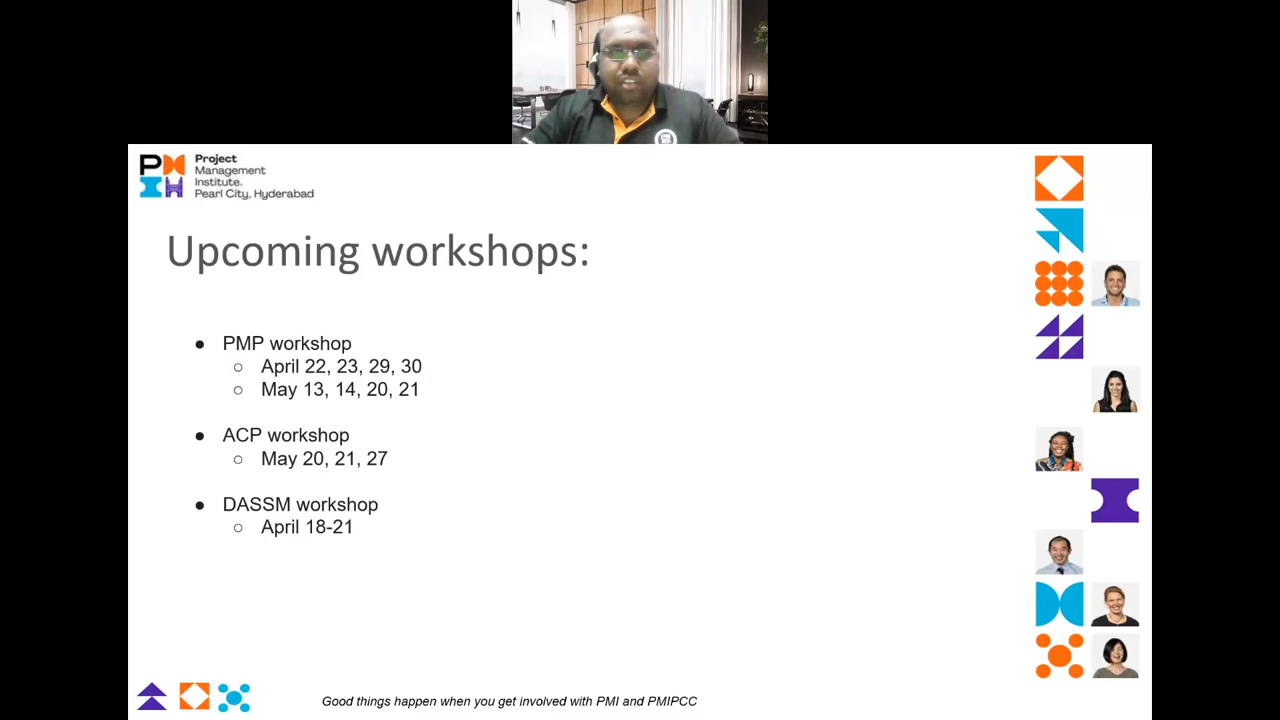 Project
Management
Institute.
Pearl City, Hyderabad
Upcoming workshops:
● PMP workshop
○ April 22, 23, 29, 30
○ May 13, 14, 20, 21
● ACP workshop
○ May 20, 21, 27
● DASSM workshop
○ April 18-21
Good things happen when you get involved with PMI and PMIPCC